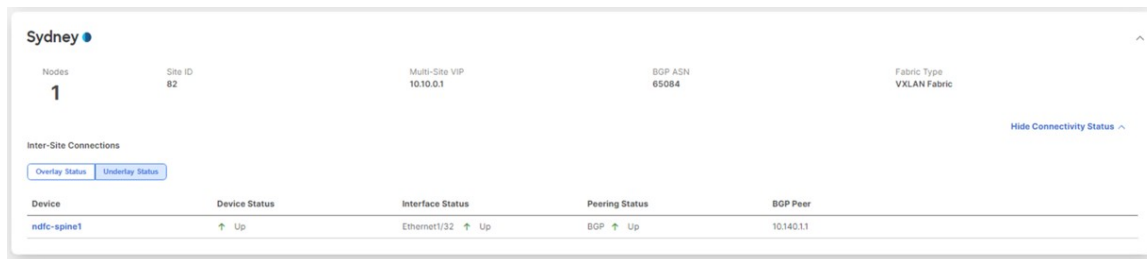 Sydney
Nodes Site ID Multi-Site VIP BGP ASN Fabric Type
1 82 10.10.0.1 65084 VXLAN Fabric
Hide Connectivity Status
Inter-Site Connections
Overlay Status Underlay Status
Device Device Status Interface Status Peering Status BGP Peer
ndfc-spine1 Up Ethernet1/32 Up BGP Up 10.140.1.1